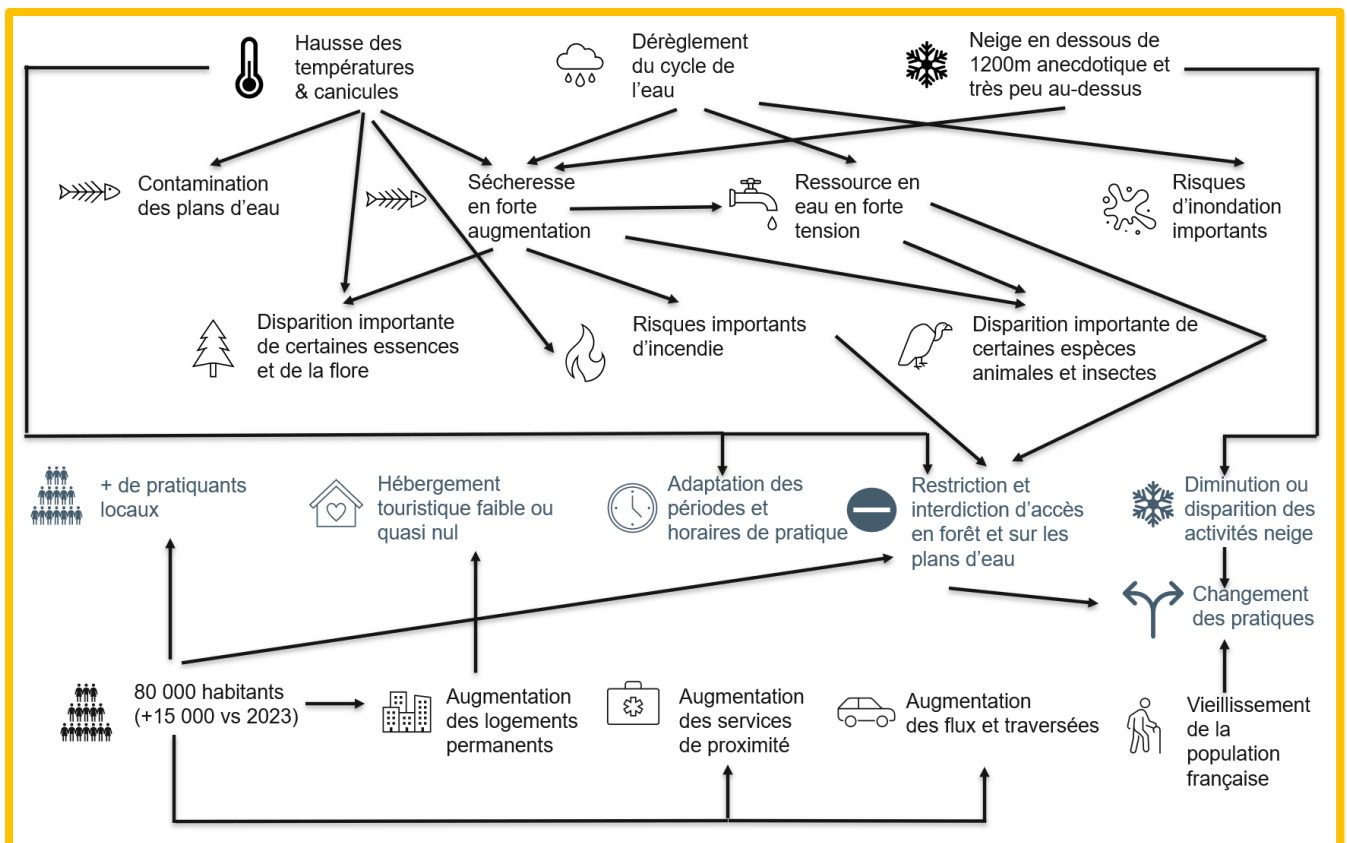 Hausse des
températures
& canicules
Dérèglement
du cycle de
l'eau
Neige en dessous de
1200m anecdotique et
très peu au-dessus
Contamination
des plans d'eau
Sécheresse
en forte
augmentation
Ressource en
eau en forte
tension
Risques
d'inondation
importants
Disparition importante
de certaines essences
et de la flore
Risques importants
d'incendie
Disparition importante de
certaines espèces
animales et insectes
+ de pratiquants
locaux
Hébergement
touristique faible ou
quasi nul
Adaptation des
périodes et
horaires de pratique
Restriction et
interdiction d'accès
en forêt et sur les
plans d'eau
Diminution ou
disparition des
activités neige
Changement
des pratiques
80 000 habitants
(+15 000 vs 2023)
Augmentation
des logements
permanents
Augmentation
des services
de proximité
Augmentation
des flux et traversées
Vieillissement
de la
population
française